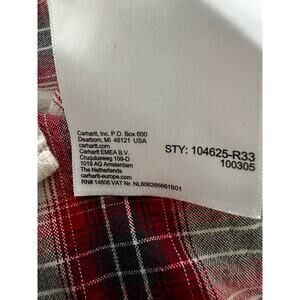 Carhartt, Inc. P.O. Box 600
Dearborn, MI 48121 USA
carhartt.com
Carhartt EMEA B.V.
Cruquiusweg 109-D
1019 AG Amsterdam
The Netherlands
carhartt-europe.com
RN# 14806 VAT Nr. NL806266661B01
STY: 104625-R33
100305